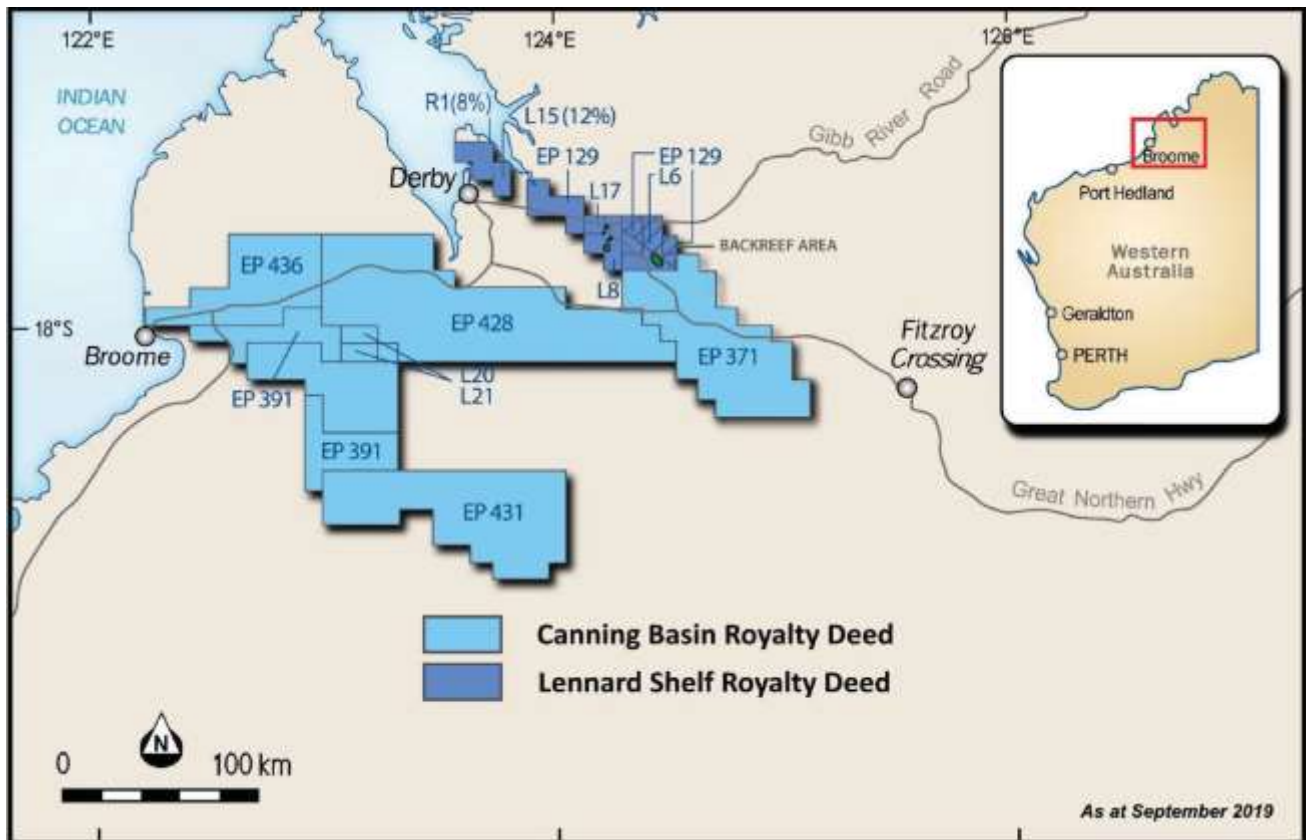 122°E
124°E
126°E
INDIAN
OCEAN
R1(8%)
L15 (12%)
EP 129
EP 129
L6
L17
Derby
Gibb River Road
BACKREEF AREA
L8
EP 436
18°S
Broome
EP 428
L20
L21
EP 391
EP 371
Fitzroy
Crossing
EP 391
EP 431
Great Northern Hwy
Broome
Port Hedland
Western
Australia
Geraldton
PERTH
Canning Basin Royalty Deed
Lennard Shelf Royalty Deed
N
0 100 km
As at September 2019